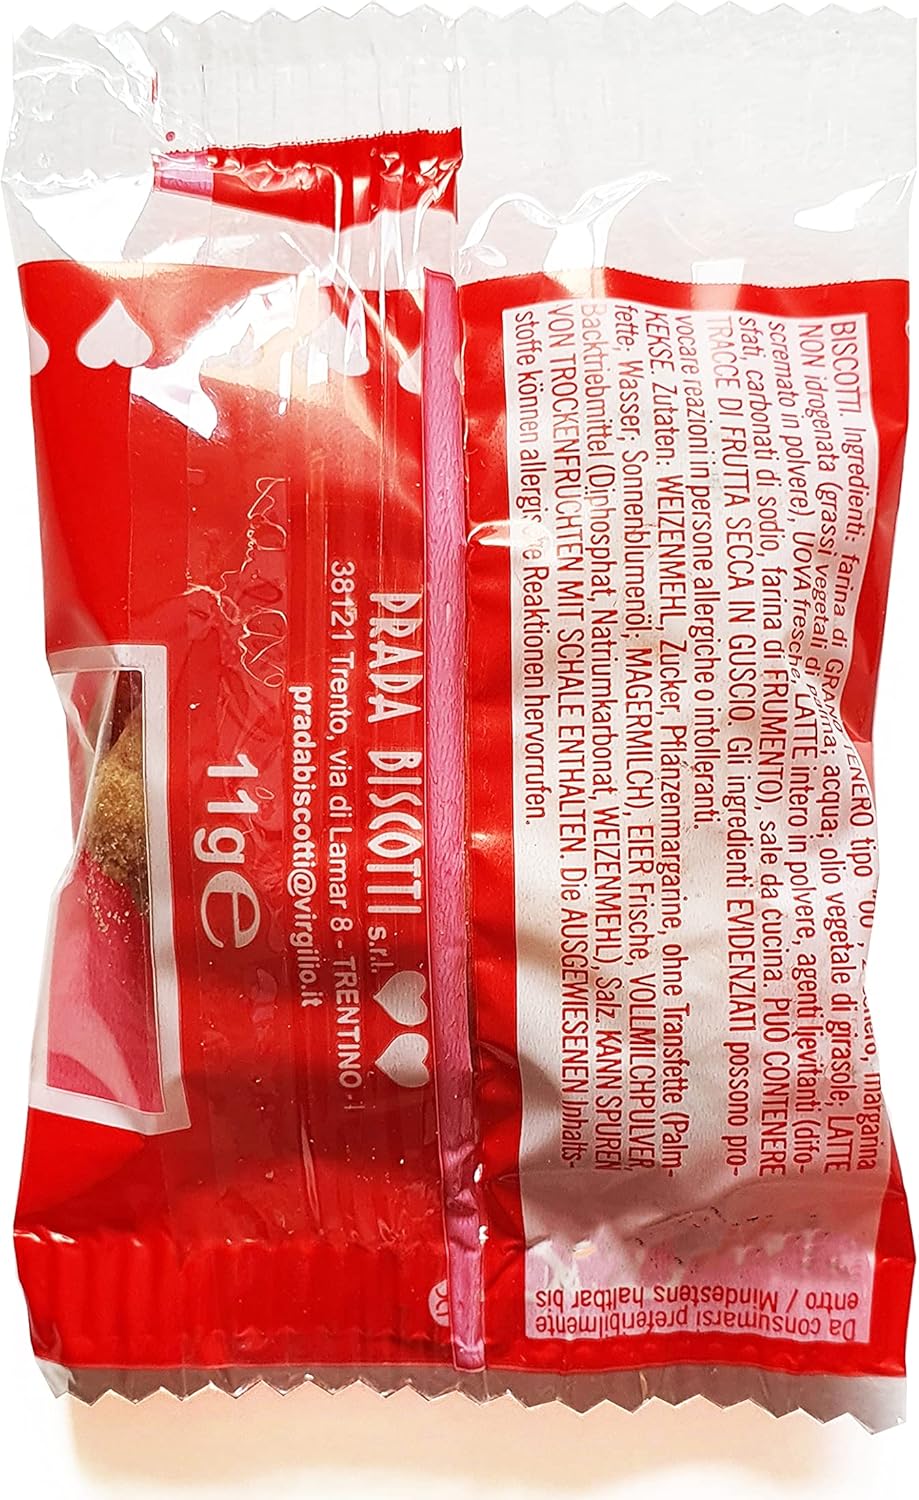 BISCOTTI. Ingredienti: farina di GRANO TENERO tipo "00", margarina
NON idrogenata (grassi vegetali di palma, acqua; olio vegetale di girasole, LATTE
scremato in polvere), UOVA fresche, LATTE intero in polvere, agenti lievitanti (difo-
sfati, carbonati di sodio, farina di FRUMENTO), sale da cucina. PUO CONTENERE
TRACCE DI FRUTTA SECCA IN GUSCIO. Gli ingredienti EVIDENZIATI possono pro-
vocare reazioni in persone allergiche o intolleranti.
KEKSE. Zutaten: WEIZENMEHL, Zucker, Pflanzenmargarine, ohne Transfette (Palm-
fette; Wasser; Sonnenblumenöl; MAGERMILCH), EIER Frische, VOLLMILCHPULVER,
Backtriebmittel (Diphosphat, Natriumkarbonat, WEIZENMEHL), Salz. KANN SPUREN
VON TROCKENFRÜCHTEN MIT SCHALE ENTHALTEN. Die AUSGEWIESENEN Inhalts-
stoffe können allergische Reaktionen hervorrufen.
Da consumarsi preferibilmente
entro / Mindestens haltbar bis
PRADA BISCOTTI s.r.l.
38121 Trento, via di Lamar 8 - TRENTINO - I
pradabiscotti@virgilio.it
11g e